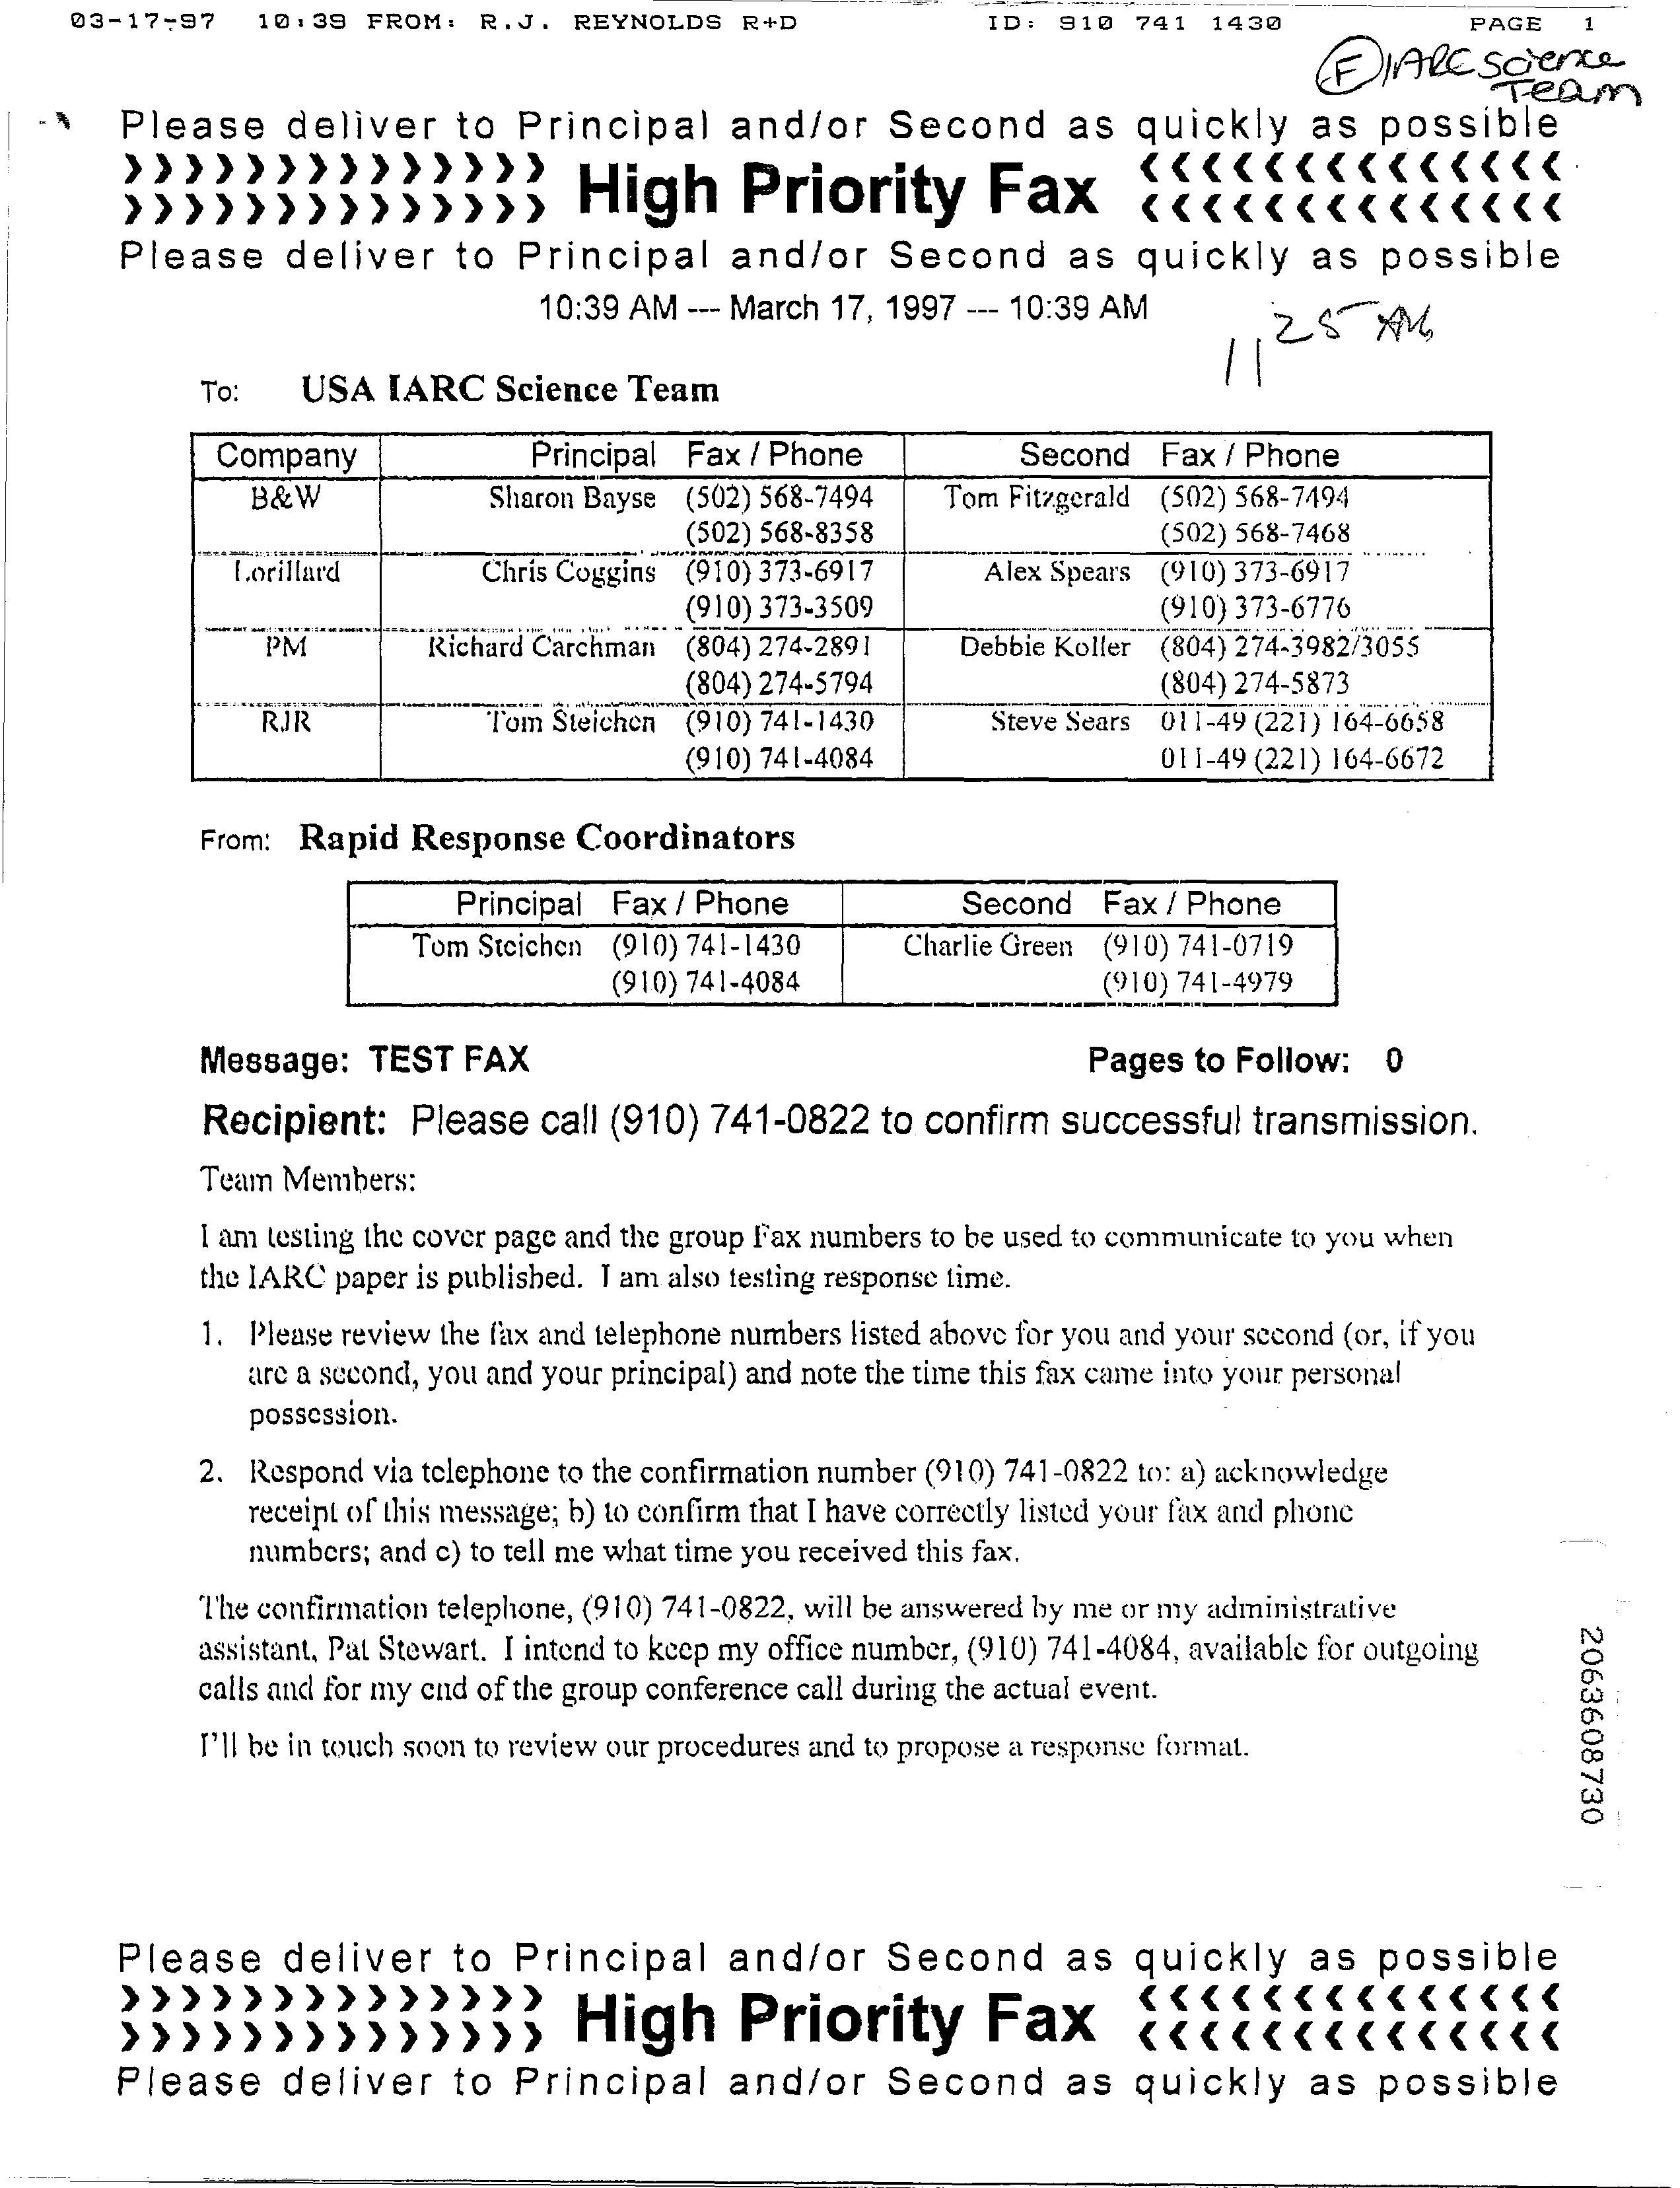 03-17-97 10:39 FROM: R.J. REYNOLDS R+D ID: 910 741 1430 PAGE 1
(F) IARC Science
Team
Please deliver to Principal and/or Second as quickly as possible
>>>>>>>>>>>>>> High Priority Fax <<<<<<<<<<<<<<
>>>>>>>>>>>>>> <<<<<<<<<<<<<<
Please deliver to Principal and/or Second as quickly as possible
10:39 AM --- March 17, 1997 --- 10:39 AM
11 25 AM
To: USA IARC Science Team
Company Principal Fax / Phone Second Fax / Phone
B&W Sharon Bayse (502) 568-7494 Tom Fitzgerald (502) 568-7494
(502) 568-8358 (502) 568-7468
Lorillard Chris Coggins (910) 373-6917 Alex Spears (910) 373-6917
(910) 373-3509 (910) 373-6776
PM Richard Carchman (804) 274-2891 Debbie Koller (804) 274-3982/3055
(804) 274-5794 (804) 274-5873
RJR Tom Steichen (910) 741-1430 Steve Sears 011-49 (221) 164-6658
(910) 741-4084 011-49 (221) 164-6672
From: Rapid Response Coordinators
Principal Fax / Phone Second Fax / Phone
Tom Steichen (910) 741-1430 Charlie Green (910) 741-0719
(910) 741-4084 (910) 741-4979
Message: TEST FAX Pages to Follow: 0
Recipient: Please call (910) 741-0822 to confirm successful transmission.
Team Members:
I am testing the cover page and the group Fax numbers to be used to communicate to you when
the IARC paper is published. I am also testing response time.
1. Please review the fax and telephone numbers listed above for you and your second (or, if you
are a second, you and your principal) and note the time this fax came into your personal
possession.
2. Respond via telephone to the confirmation number (910) 741-0822 to: a) acknowledge
receipt of this message; b) to confirm that I have correctly listed your fax and phone
numbers; and c) to tell me what time you received this fax.
The confirmation telephone, (910) 741-0822, will be answered by me or my administrative
assistant, Pat Stewart. I intend to keep my office number, (910) 741-4084, available for outgoing
calls and for my end of the group conference call during the actual event.
I'll be in touch soon to review our procedures and to propose a response format.
2063608730
Please deliver to Principal and/or Second as quickly as possible
>>>>>>>>>>>>>> High Priority Fax <<<<<<<<<<<<<<
>>>>>>>>>>>>>> <<<<<<<<<<<<<<
Please deliver to Principal and/or Second as quickly as possible